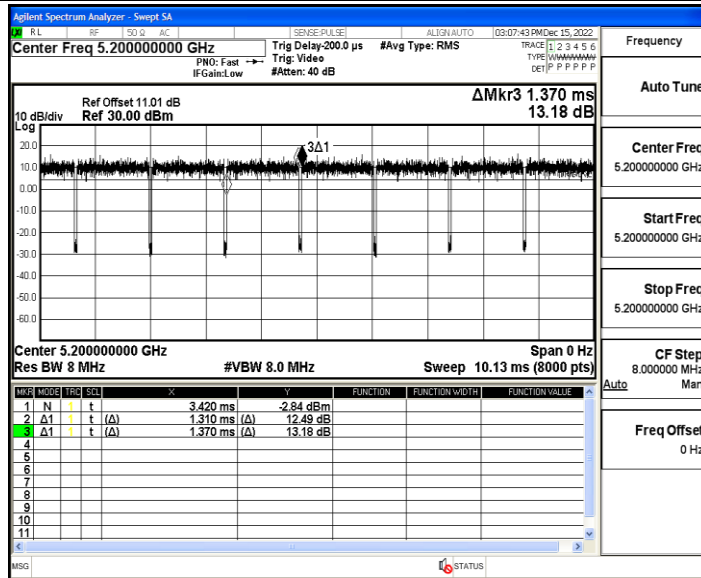 Agilent Spectrum Analyzer - Swept SA
RL RF 50 Ω AC SENSE:PULSE ALIGN AUTO 03:07:43 PM Dec 15, 2022
Center Freq 5.200000000 GHz
PNO: Fast
IFGain:Low
Trig Delay-200.0 µs
Trig: Video
#Atten: 40 dB
#Avg Type: RMS
TRACE 1 2 3 4 5 6
TYPE
DET P P P P P P
ΔMkr3 1.370 ms
13.18 dB
Ref Offset 11.01 dB
10 dB/div Ref 30.00 dBm
Log
20.0
10.0
0.00
-10.0
-20.0
-30.0
-40.0
-50.0
-60.0
3Δ1
Center 5.200000000 GHz Span 0 Hz
Res BW 8 MHz #VBW 8.0 MHz Sweep 10.13 ms (8000 pts)
MKR MODE TRC SCL X Y FUNCTION FUNCTION WIDTH FUNCTION VALUE
1 N 1 t 3.420 ms -2.84 dBm
2 Δ1 1 t (Δ) 1.310 ms (Δ) 12.49 dB
3 Δ1 1 t (Δ) 1.370 ms (Δ) 13.18 dB
4
5
6
7
8
9
10
11
MSG STATUS
Frequency
Auto Tune
Center Freq
5.200000000 GHz
Start Freq
5.200000000 GHz
Stop Freq
5.200000000 GHz
CF Step
8.000000 MHz
Auto Man
Freq Offset
0 Hz